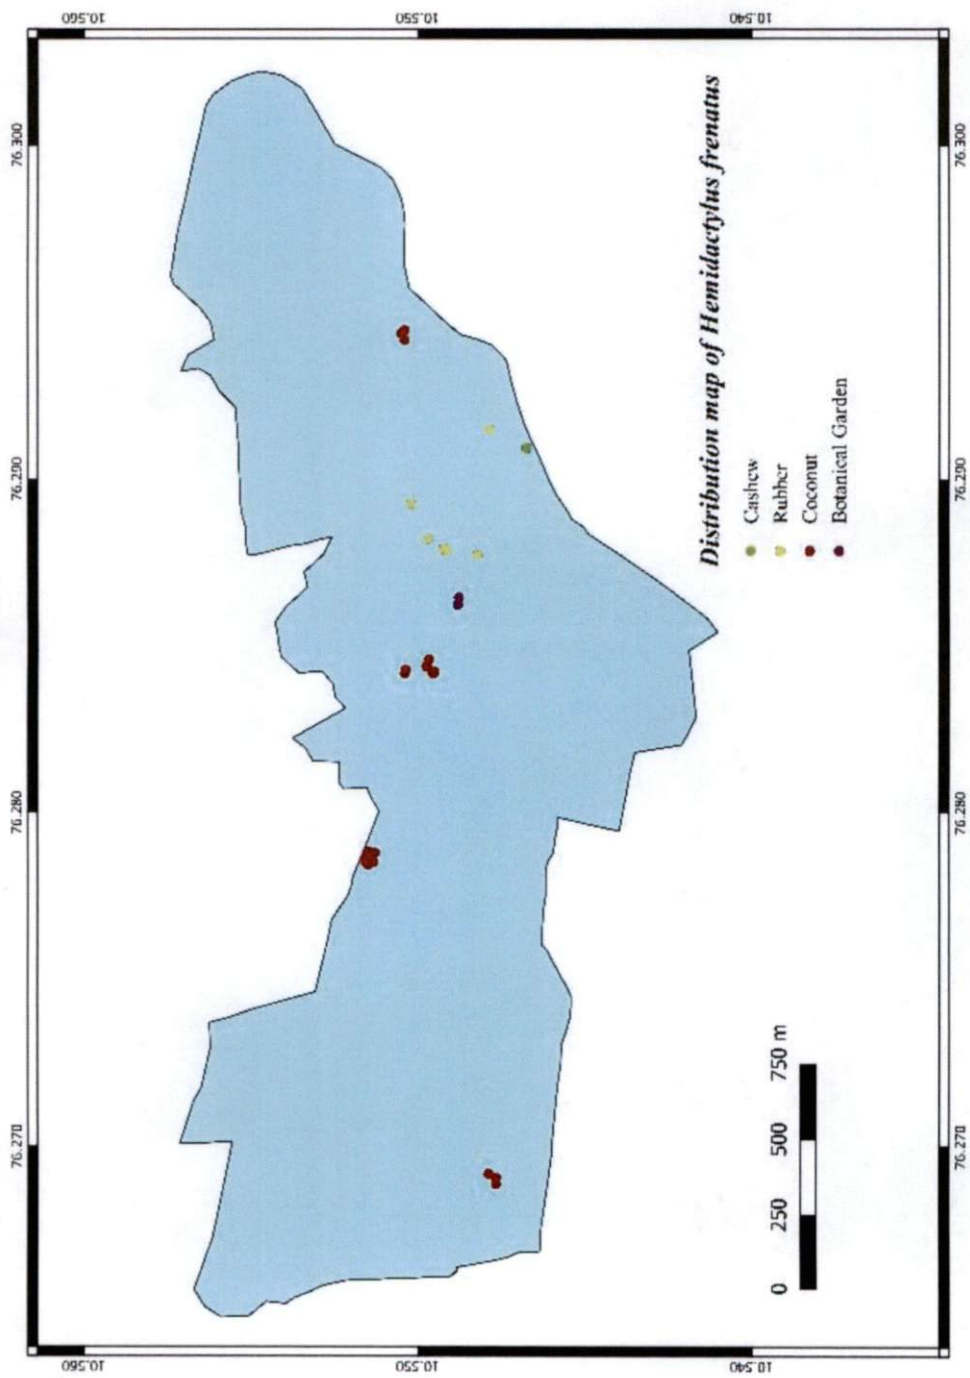 10.560
10.550
10.540
76.300
76.300
76.290
76.290
76.280
76.280
76.270
76.270
Distribution map of Hemidactylus frenatus
Cashew
Rubber
Coconut
Botanical Garden
0 250 500 750 m
10.560
10.550
10.540